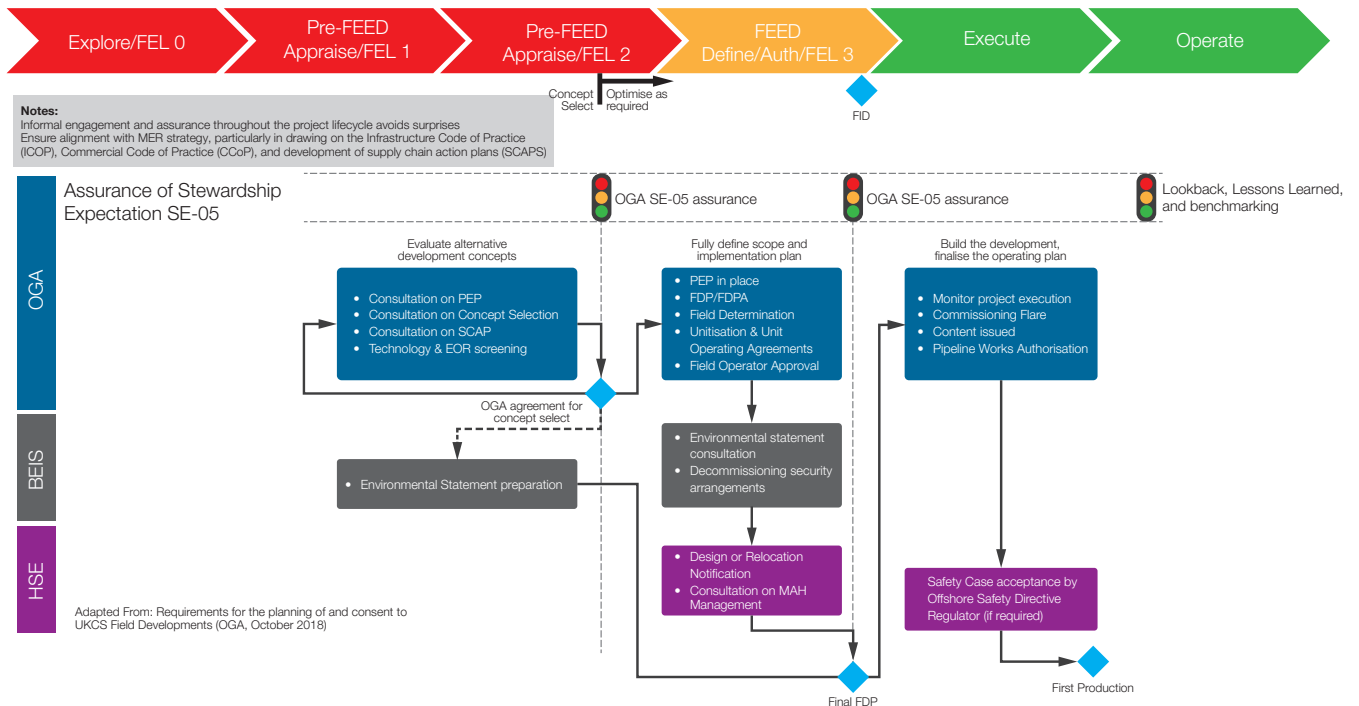 Explore/FEL 0
Pre-FEED
Appraise/FEL 1
Pre-FEED
Appraise/FEL 2
FEED
Define/Auth/FEL 3
Execute
Operate
Concept
Select
Optimise as
required
FID
Notes:
Informal engagement and assurance throughout the project lifecycle avoids surprises
Ensure alignment with MER strategy, particularly in drawing on the Infrastructure Code of Practice
(ICOP), Commercial Code of Practice (CCoP), and development of supply chain action plans (SCAPS)
OGA
Assurance of Stewardship
Expectation SE-05
OGA SE-05 assurance
OGA SE-05 assurance
Lookback, Lessons Learned,
and benchmarking
Evaluate alternative
development concepts
• Consultation on PEP
• Consultation on Concept Selection
• Consultation on SCAP
• Technology & EOR screening
Fully define scope and
implementation plan
• PEP in place
• FDP/FDPA
• Field Determination
• Unitisation & Unit
Operating Agreements
• Field Operator Approval
Build the development,
finalise the operating plan
• Monitor project execution
• Commissioning Flare
• Content issued
• Pipeline Works Authorisation
OGA agreement for
concept select
BEIS
• Environmental Statement preparation
• Environmental statement
consultation
• Decommissioning security
arrangements
HSE
• Design or Relocation
Notification
• Consultation on MAH
Management
Safety Case acceptance by
Offshore Safety Directive
Regulator (if required)
Adapted From: Requirements for the planning of and consent to
UKCS Field Developments (OGA, October 2018)
Final FDP
First Production